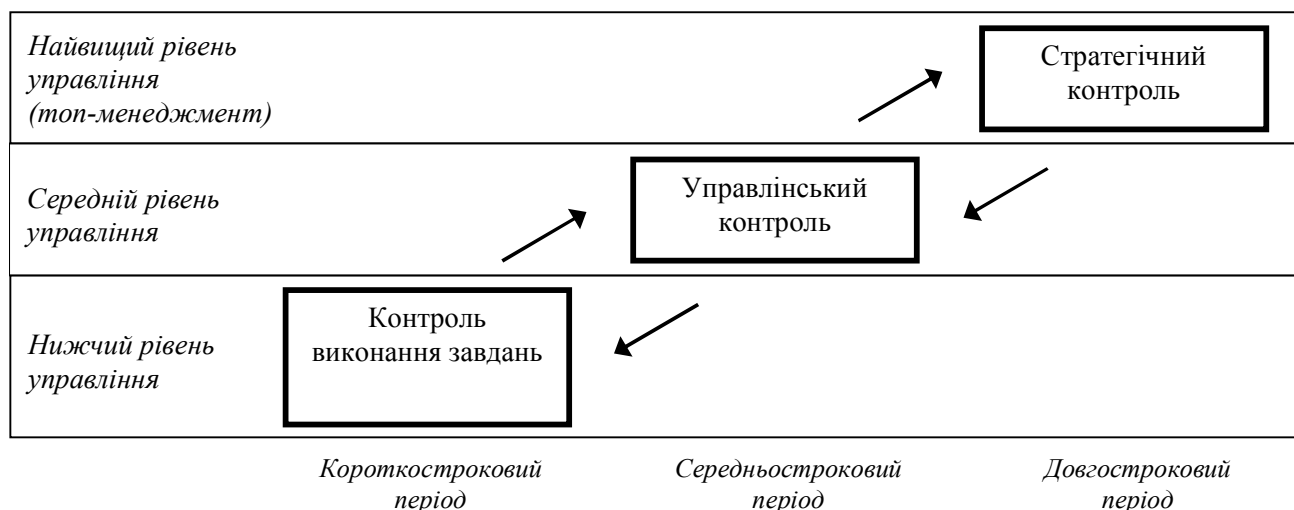 Найвищий рівень
управління
(топ-менеджмент)
Стратегічний
контроль
Середній рівень
управління
Управлінський
контроль
Нижчий рівень
управління
Контроль
виконання завдань
Короткостроковий
період
Середньостроковий
період
Довгостроковий
період